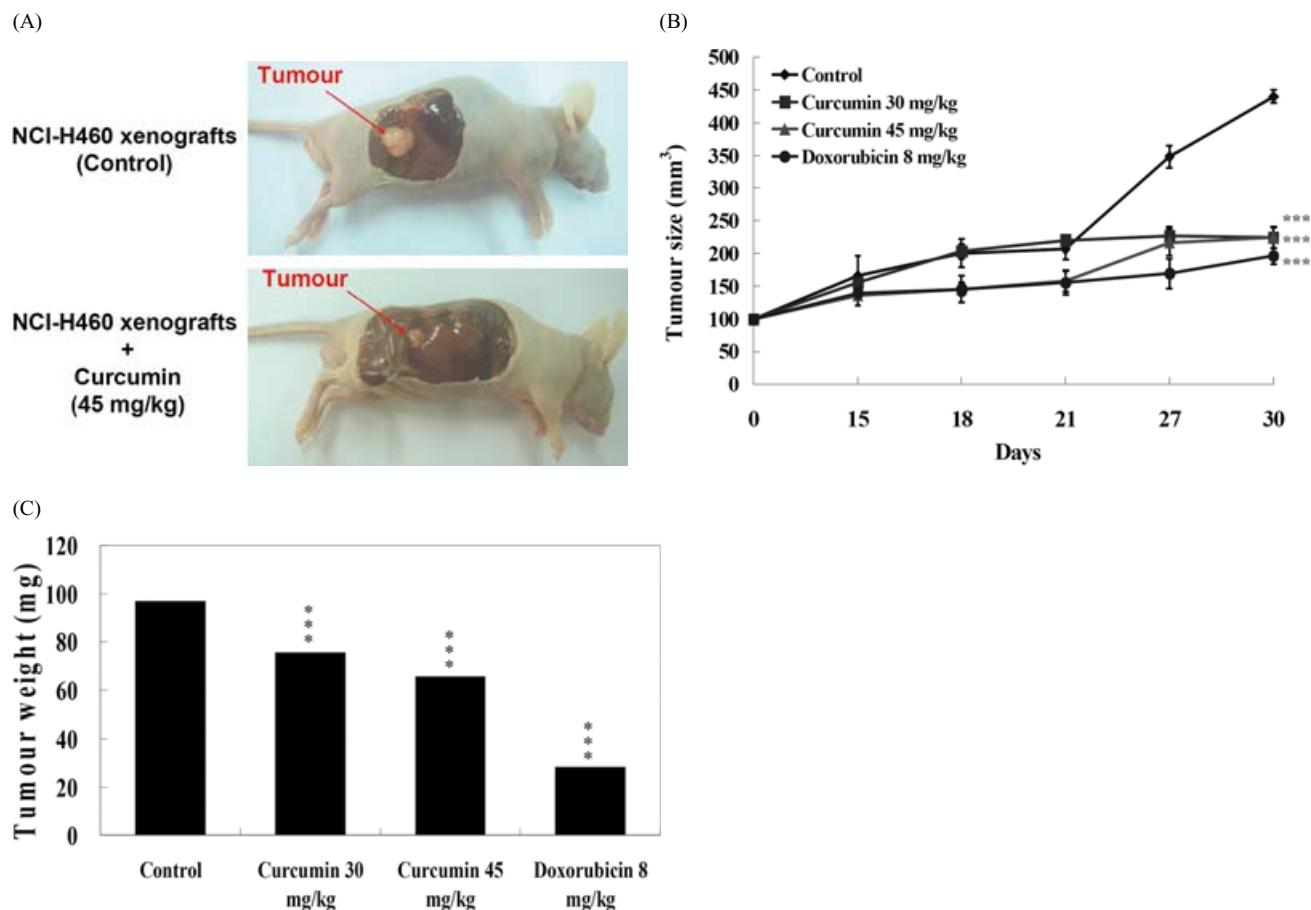 (A)
Tumour
NCI-H460 xenografts
(Control)
Tumour
NCI-H460 xenografts
+
Curcumin
(45 mg/kg)
(B)
500
450
400
350
300
250
200
150
100
50
0
Tumour size (mm³)
Control
Curcumin 30 mg/kg
Curcumin 45 mg/kg
Doxorubicin 8 mg/kg
***
***
***
0 15 18 21 27 30
Days
(C)
120
100
80
60
40
20
0
Tumour weight (mg)
***
***
***
Control Curcumin 30 Curcumin 45 Doxorubicin 8
mg/kg mg/kg mg/kg